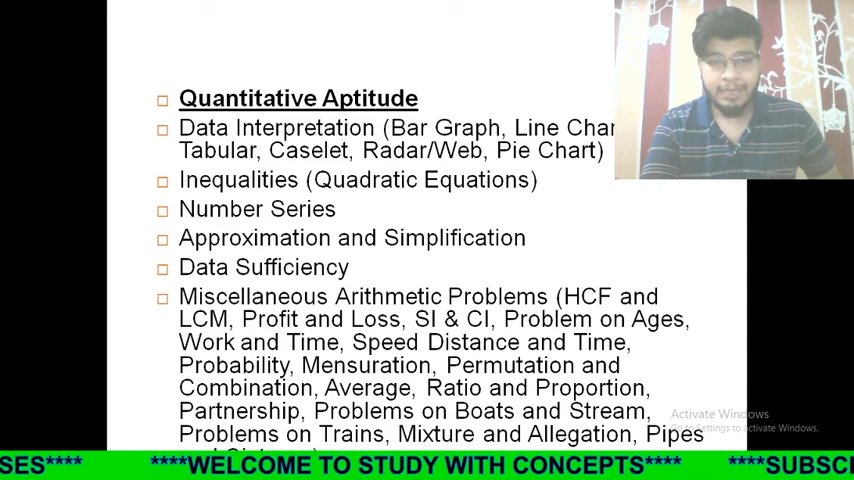 Quantitative Aptitude
Data Interpretation (Bar Graph, Line Char
Tabular, Caselet, Radar/Web, Pie Chart)
Inequalities (Quadratic Equations)
Number Series
Approximation and Simplification
Data Sufficiency
Miscellaneous Arithmetic Problems (HCF and
LCM, Profit and Loss, SI & CI, Problem on Ages,
Work and Time, Speed Distance and Time,
Probability, Mensuration, Permutation and
Combination, Average, Ratio and Proportion,
Partnership, Problems on Boats and Stream,
Problems on Trains, Mixture and Allegation, Pipes
Activate Windows
Go to Settings to activate Windows.
SES**** ****WELCOME TO STUDY WITH CONCEPTS**** ****SUBSC